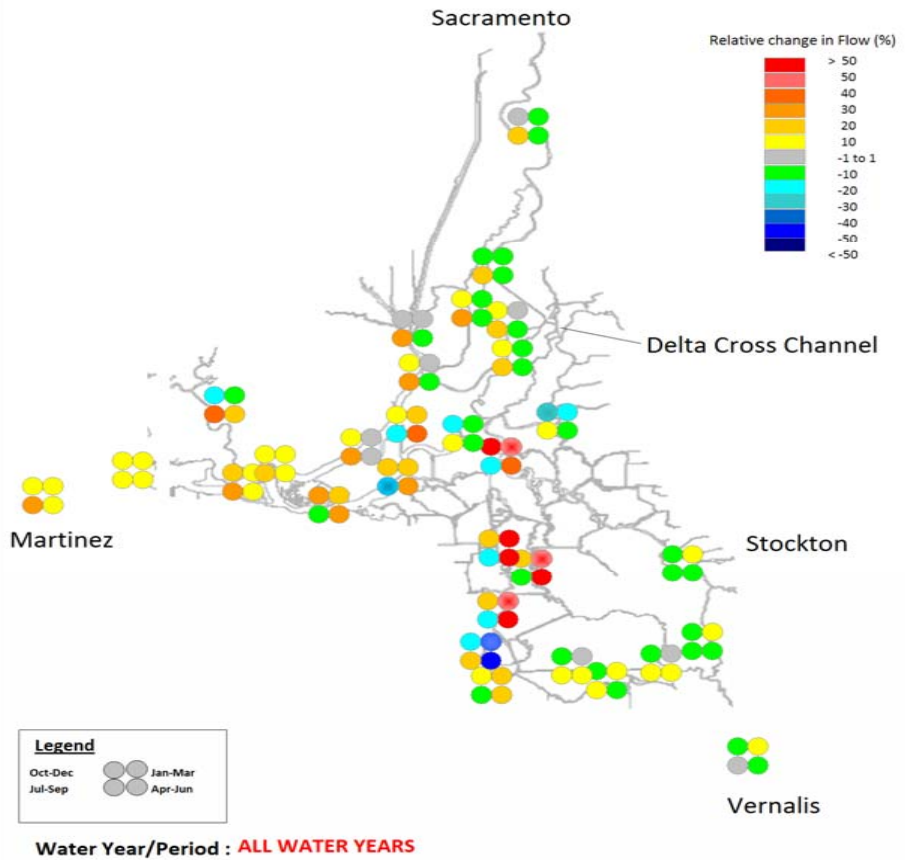 Sacramento
Relative change in Flow (%)
> 50
50
40
30
20
10
-1 to 1
-10
-20
-30
-40
-50
< -50
Delta Cross Channel
Martinez
Stockton
Legend
Oct-Dec Jan-Mar
Jul-Sep Apr-Jun
Vernalis
Water Year/Period : ALL WATER YEARS